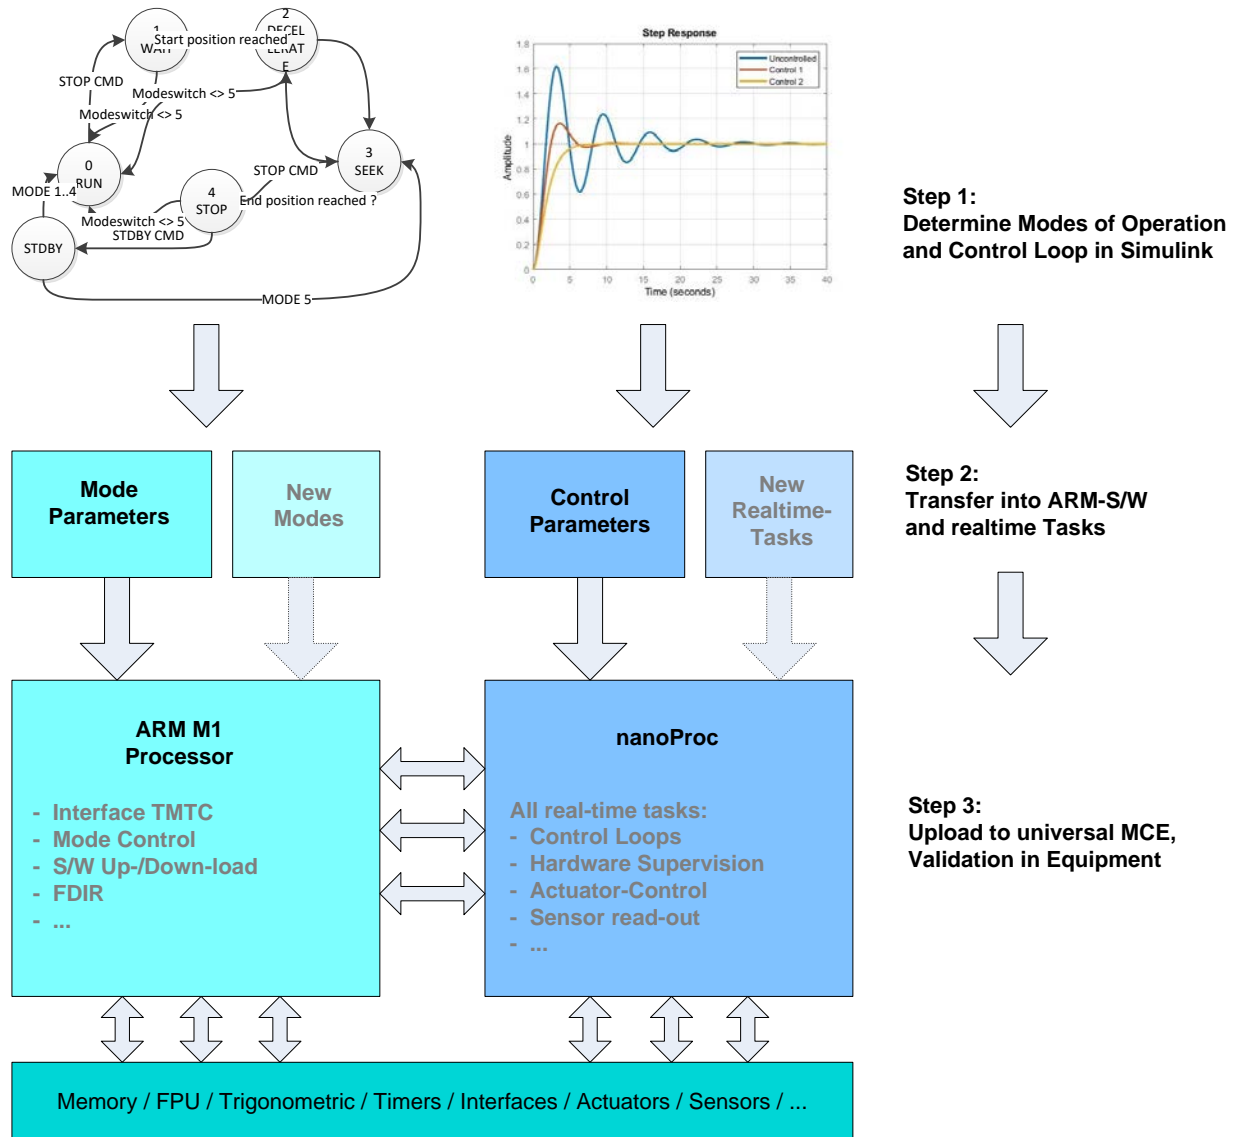 1
WAIT
Start position reached
2
DECEL
LERAT
E
STOP CMD
Modeswitch <> 5
Modeswitch <> 5
0
RUN
3
SEEK
STOP CMD
MODE 1..4
4
STOP
End position reached ?
Modeswitch <> 5
STDBY CMD
STDBY
MODE 5
Step Response
Uncontrolled
Control 1
Control 2
Amplitude
1.8
1.6
1.4
1.2
1
0.8
0.6
0.4
0.2
0
0 5 10 15 20 25 30 35 40
Time (seconds)
Step 1:
Determine Modes of Operation
and Control Loop in Simulink
Mode
Parameters
New
Modes
Control
Parameters
New
Realtime-
Tasks
Step 2:
Transfer into ARM-S/W
and realtime Tasks
ARM M1
Processor
- Interface TMTC
- Mode Control
- S/W Up-/Down-load
- FDIR
- ...
nanoProc
All real-time tasks:
- Control Loops
- Hardware Supervision
- Actuator-Control
- Sensor read-out
- ...
Step 3:
Upload to universal MCE,
Validation in Equipment
Memory / FPU / Trigonometric / Timers / Interfaces / Actuators / Sensors / ...